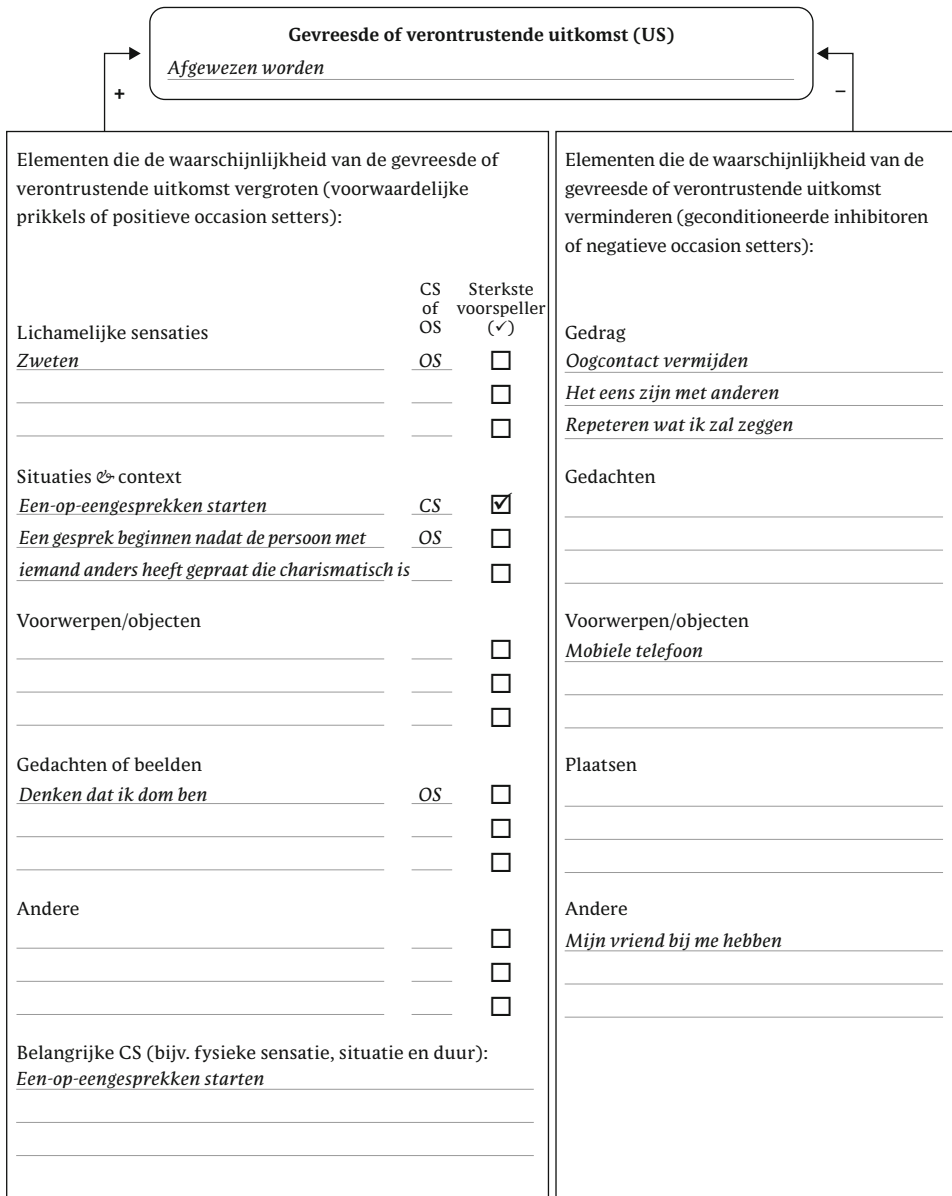 Gevreesde of verontrustende uitkomst (US)
Afgewezen worden
+
–
Elementen die de waarschijnlijkheid van de gevreesde of
verontrustende uitkomst vergroten (voorwaardelijke
prikkels of positieve occasion setters):
CS of OS
Sterkste voorspeller (✓)
Lichamelijke sensaties
Zweten OS ☐
☐
☐
Situaties & context
Een-op-eengesprekken starten CS ☑
Een gesprek beginnen nadat de persoon met OS ☐
iemand anders heeft gepraat die charismatisch is ☐
Voorwerpen/objecten
☐
☐
☐
Gedachten of beelden
Denken dat ik dom ben OS ☐
☐
☐
Andere
☐
☐
☐
Belangrijke CS (bijv. fysieke sensatie, situatie en duur):
Een-op-eengesprekken starten
Elementen die de waarschijnlijkheid van de
gevreesde of verontrustende uitkomst
verminderen (geconditioneerde inhibitoren
of negatieve occasion setters):
Gedrag
Oogcontact vermijden
Het eens zijn met anderen
Repeteren wat ik zal zeggen
Gedachten
Voorwerpen/objecten
Mobiele telefoon
Plaatsen
Andere
Mijn vriend bij me hebben